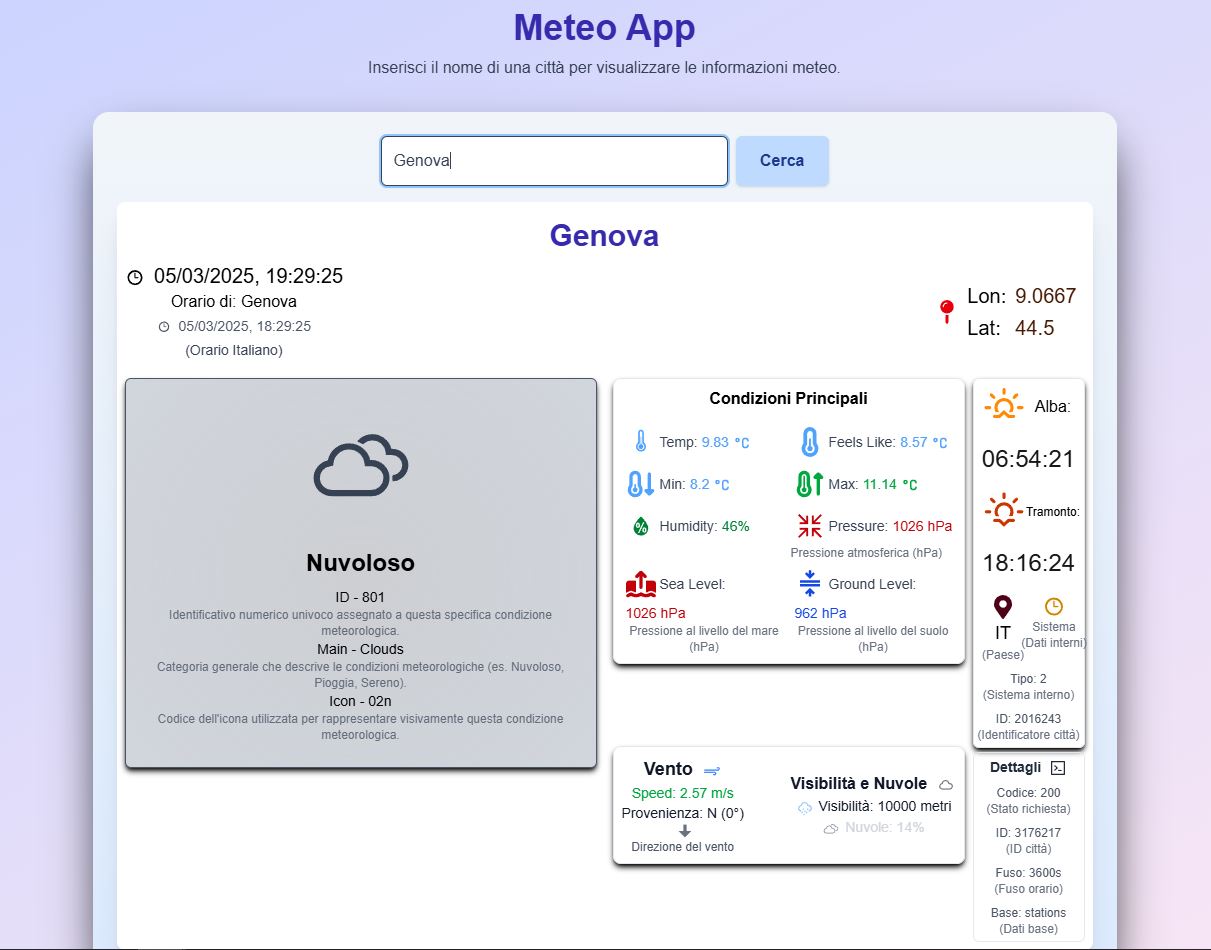 Meteo App
Inserisci il nome di una città per visualizzare le informazioni meteo.
Genova
Cerca
Genova
05/03/2025, 19:29:25
Orario di: Genova
05/03/2025, 18:29:25
(Orario Italiano)
Lon: 9.0667
Lat: 44.5
Nuvoloso
ID - 801
Identificativo numerico univoco assegnato a questa specifica condizione
meteorologica.
Main - Clouds
Categoria generale che descrive le condizioni meteorologiche (es. Nuvoloso,
Pioggia, Sereno).
Icon - 02n
Codice dell'icona utilizzata per rappresentare visivamente questa condizione
meteorologica.
Condizioni Principali
Temp: 9.83 °C
Feels Like: 8.57 °C
Min: 8.2 °C
Max: 11.14 °C
Humidity: 46%
Pressure: 1026 hPa
Pressione atmosferica (hPa)
Sea Level:
1026 hPa
Pressione al livello del mare
(hPa)
Ground Level:
962 hPa
Pressione al livello del suolo
(hPa)
Vento
Speed: 2.57 m/s
Provenienza: N (0°)
Direzione del vento
Visibilità e Nuvole
Visibilità: 10000 metri
Nuvole: 14%
Alba:
06:54:21
Tramonto:
18:16:24
IT
(Paese)
Sistema
(Dati interni)
Tipo: 2
(Sistema interno)
ID: 2016243
(Identificatore città)
Dettagli
Codice: 200
(Stato richiesta)
ID: 3176217
(ID città)
Fuso: 3600s
(Fuso orario)
Base: stations
(Dati base)